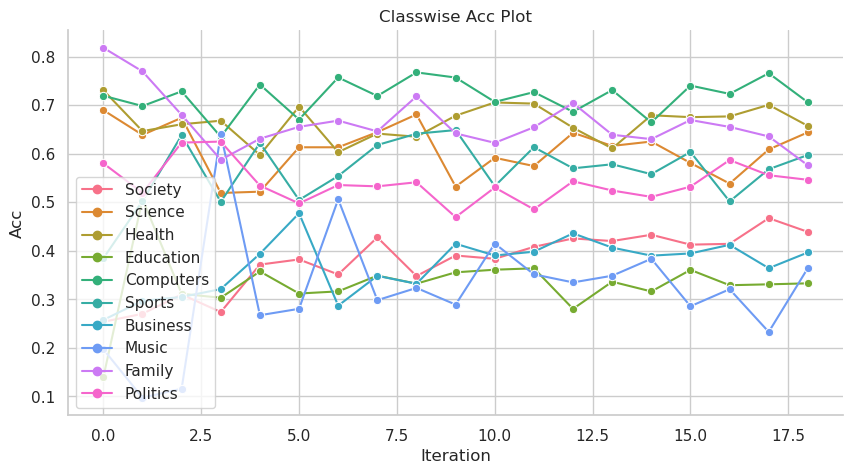 Classwise Acc Plot
Acc
0.8
0.7
0.6
0.5
0.4
0.3
0.2
0.1
Society
Science
Health
Education
Computers
Sports
Business
Music
Family
Politics
0.0 2.5 5.0 7.5 10.0 12.5 15.0 17.5
Iteration